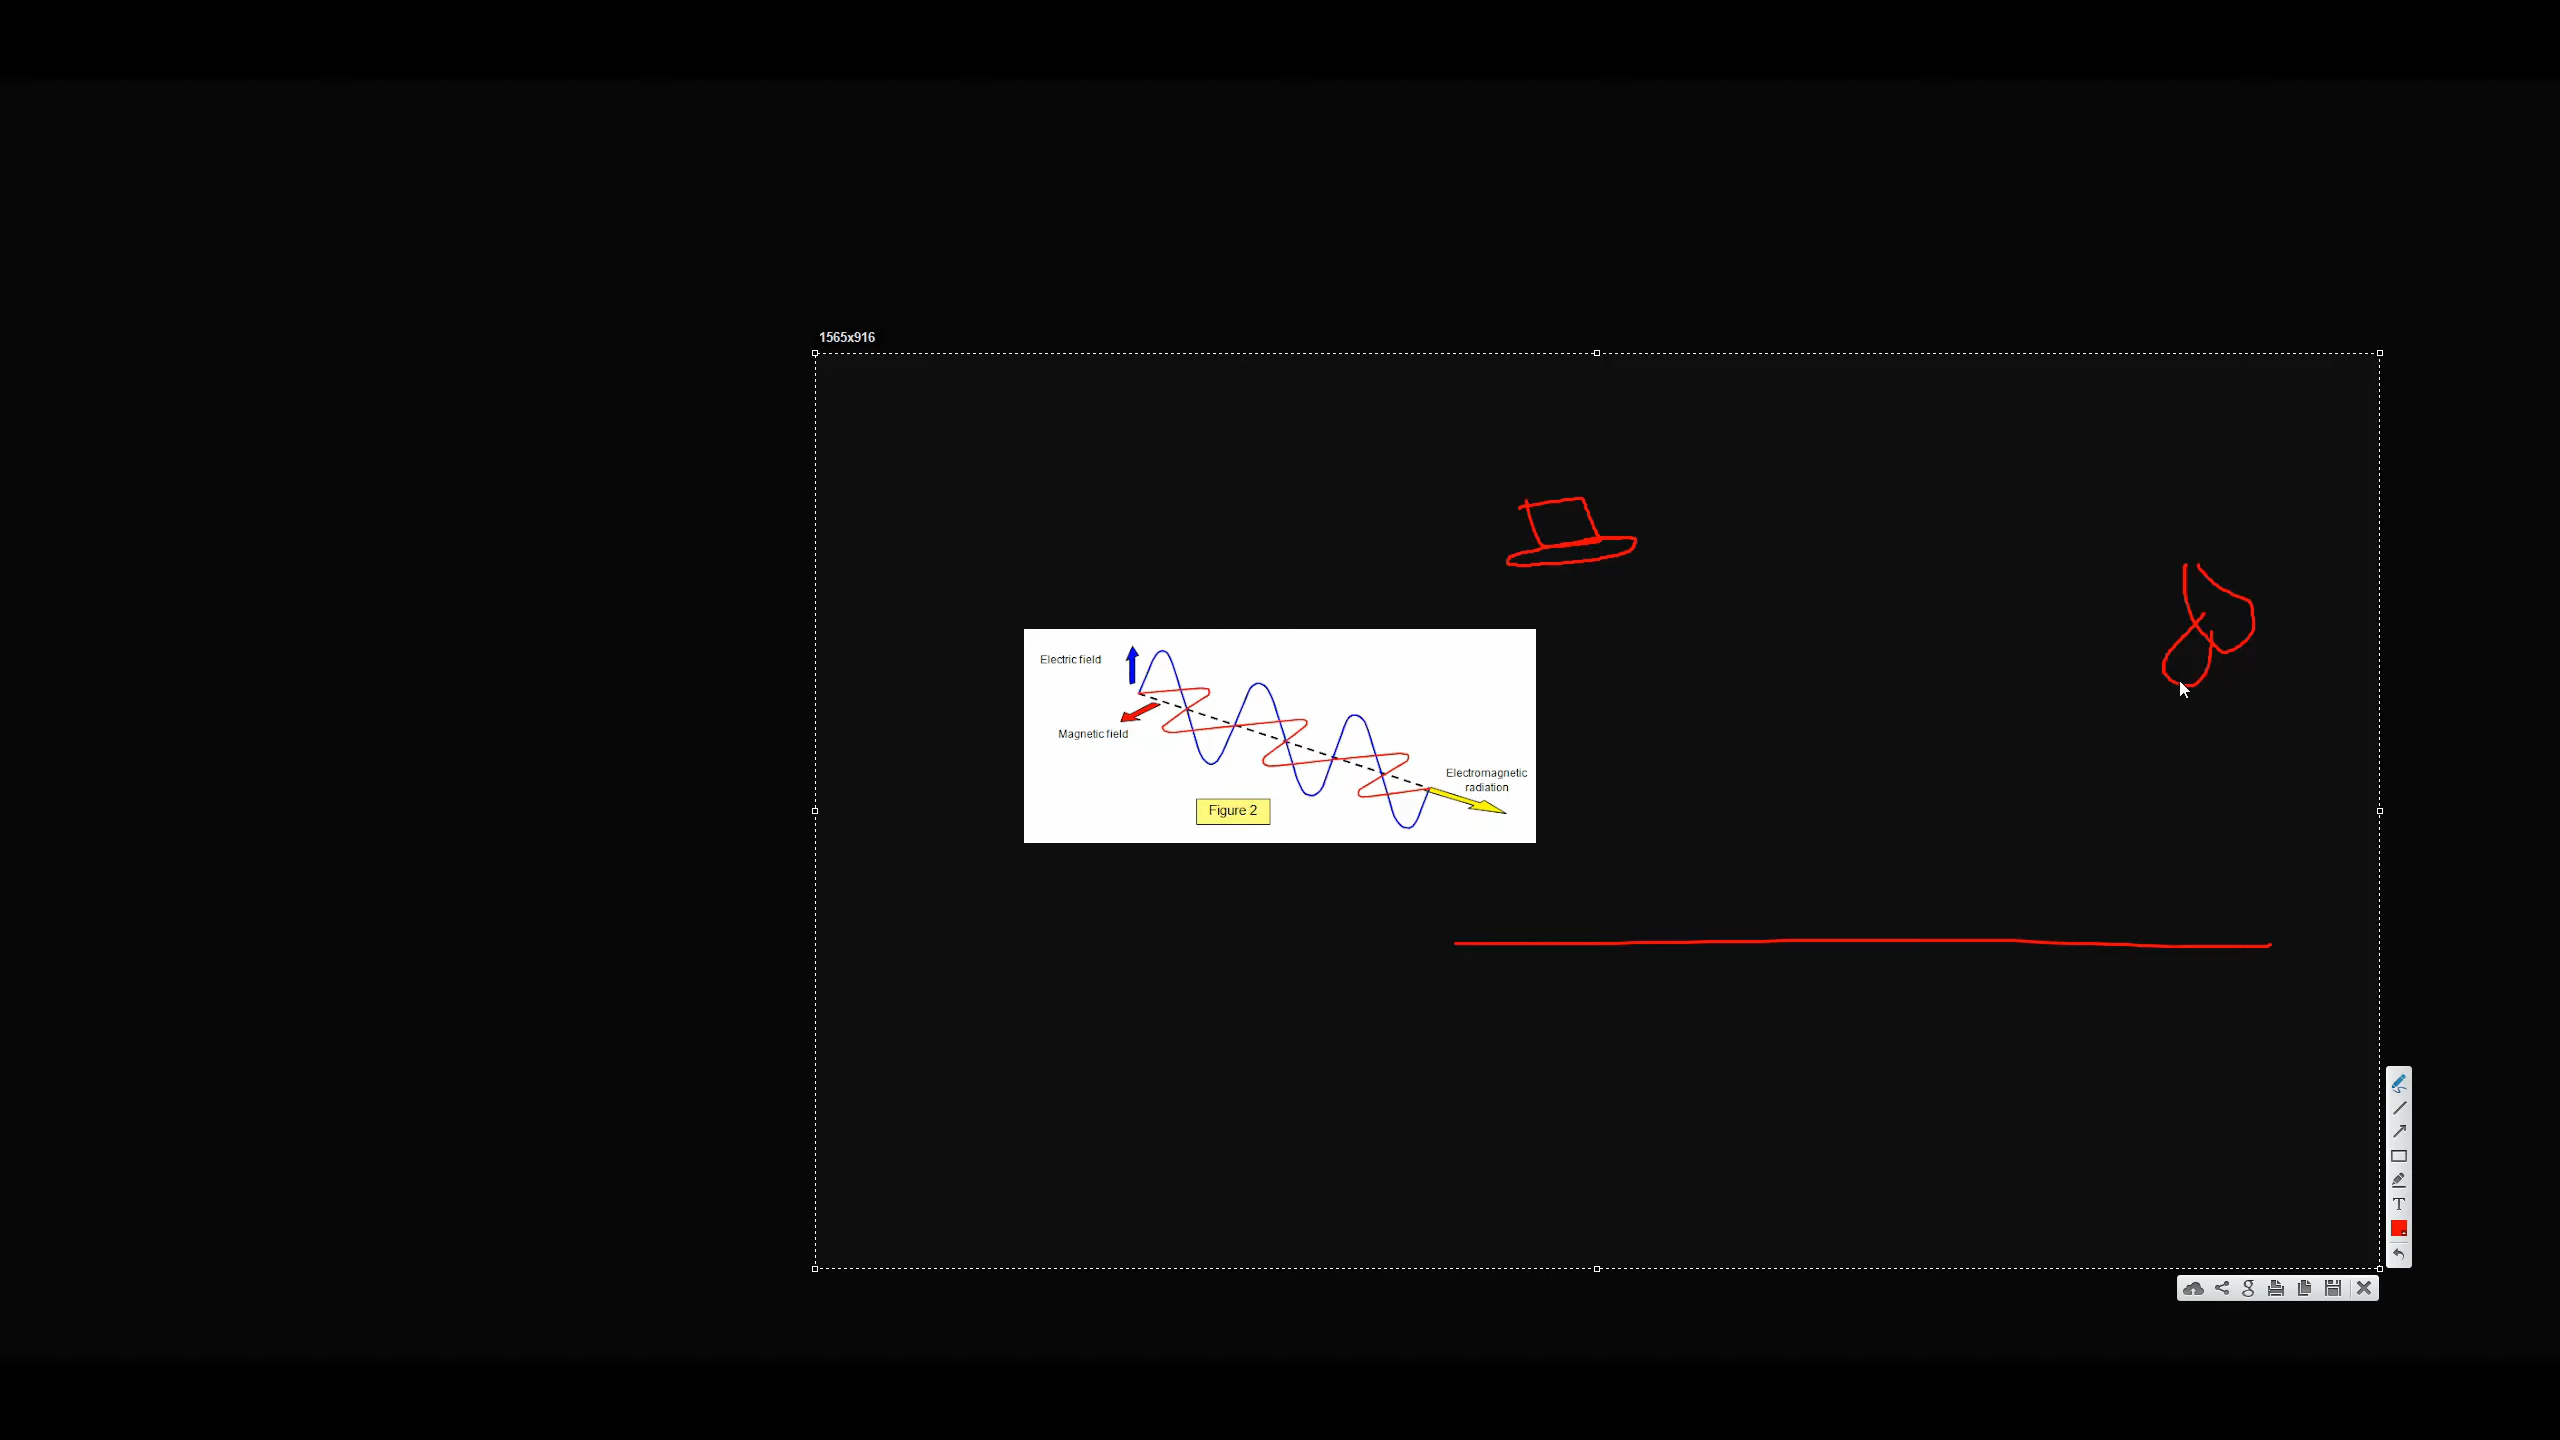 1565x916
Electric field
Magnetic field
Electromagnetic
radiation
Figure 2